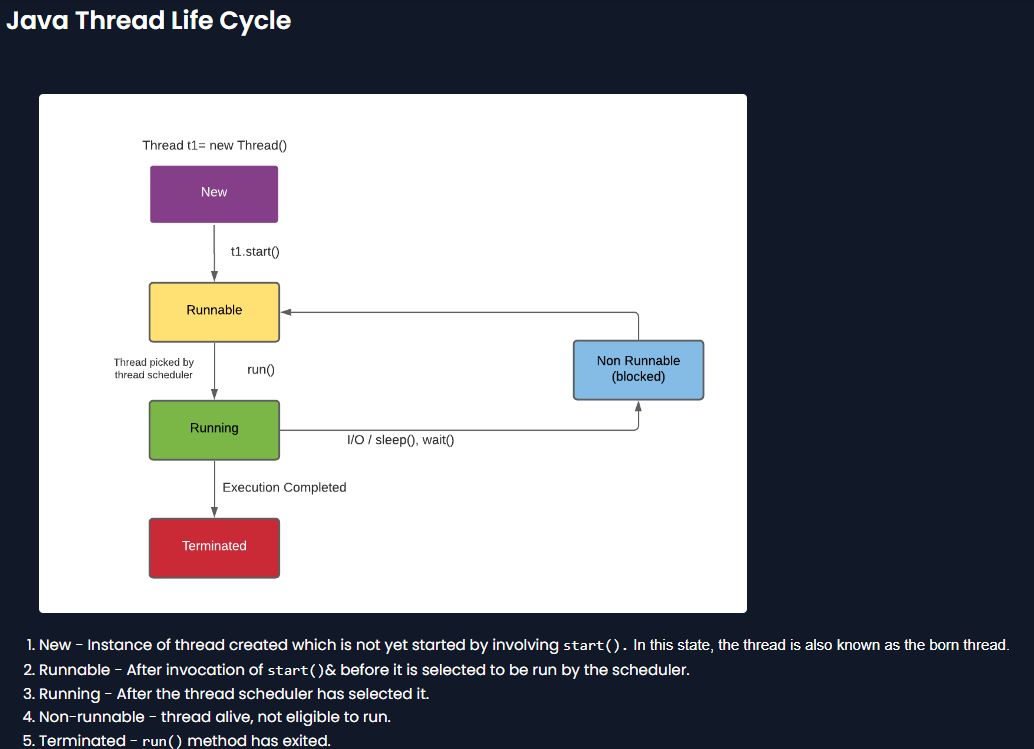 Java Thread Life Cycle
Thread t1= new Thread()
New
t1.start()
Runnable
Thread picked by
thread scheduler
run()
Non Runnable
(blocked)
Running
I/O / sleep(), wait()
Execution Completed
Terminated
1. New - Instance of thread created which is not yet started by involving start(). In this state, the thread is also known as the born thread.
2. Runnable - After invocation of start()& before it is selected to be run by the scheduler.
3. Running - After the thread scheduler has selected it.
4. Non-runnable - thread alive, not eligible to run.
5. Terminated - run() method has exited.